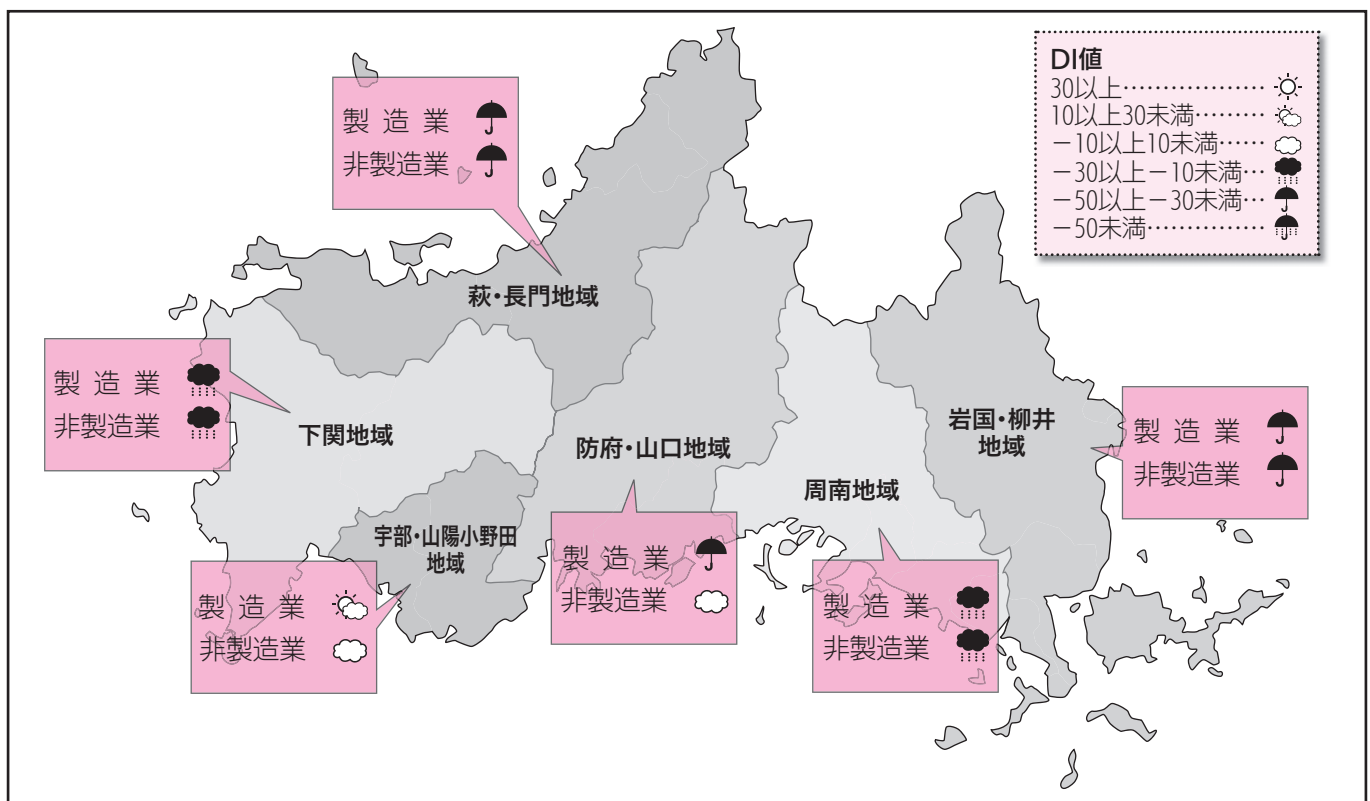 DI値
30以上………………
10以上30未満………
−10以上10未満……
−30以上−10未満…
−50以上−30未満…
−50未満……………
製造業
非製造業
萩・長門地域
製造業
非製造業
下関地域
防府・山口地域
岩国・柳井
地域
製造業
非製造業
周南地域
宇部・山陽小野田
地域
製造業
非製造業
製造業
非製造業
製造業
非製造業